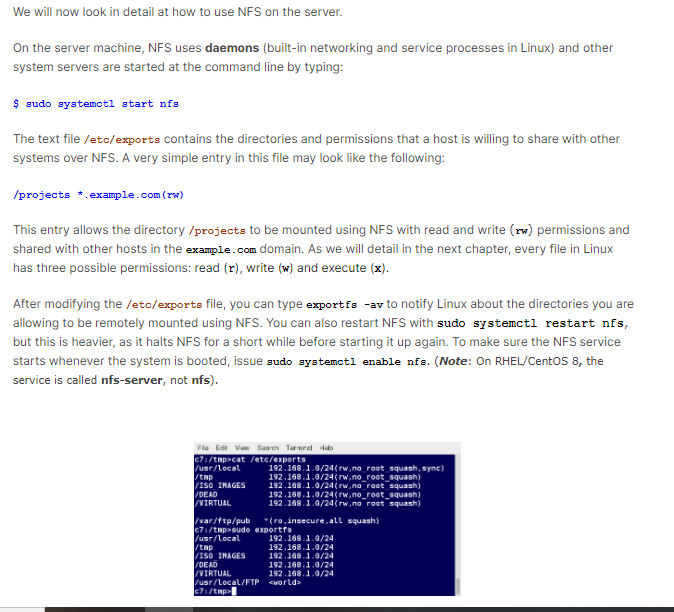 We will now look in detail at how to use NFS on the server.
On the server machine, NFS uses daemons (built-in networking and service processes in Linux) and other
system servers are started at the command line by typing:
$ sudo systemctl start nfs
The text file /etc/exports contains the directories and permissions that a host is willing to share with other
systems over NFS. A very simple entry in this file may look like the following:
/projects *.example.com(rw)
This entry allows the directory /projects to be mounted using NFS with read and write (rw) permissions and
shared with other hosts in the example.com domain. As we will detail in the next chapter, every file in Linux
has three possible permissions: read (r), write (w) and execute (x).
After modifying the /etc/exports file, you can type exportfs -av to notify Linux about the directories you are
allowing to be remotely mounted using NFS. You can also restart NFS with sudo systemctl restart nfs,
but this is heavier, as it halts NFS for a short while before starting it up again. To make sure the NFS service
starts whenever the system is booted, issue sudo systemctl enable nfs. (Note: On RHEL/CentOS 8, the
service is called nfs-server, not nfs).
File Edit View Search Terminal Help
c7:/tmp>cat /etc/exports
/usr/local 192.168.1.0/24(rw,no_root_squash,sync)
/tmp 192.168.1.0/24(rw,no_root_squash)
/ISO_IMAGES 192.168.1.0/24(rw,no_root_squash)
/DEAD 192.168.1.0/24(rw,no_root_squash)
/VIRTUAL 192.168.1.0/24(rw,no_root_squash)
/var/ftp/pub *(ro,insecure,all_squash)
c7:/tmp>sudo exportfs
/usr/local 192.168.1.0/24
/tmp 192.168.1.0/24
/ISO_IMAGES 192.168.1.0/24
/DEAD 192.168.1.0/24
/VIRTUAL 192.168.1.0/24
/usr/local/FTP <world>
c7:/tmp>